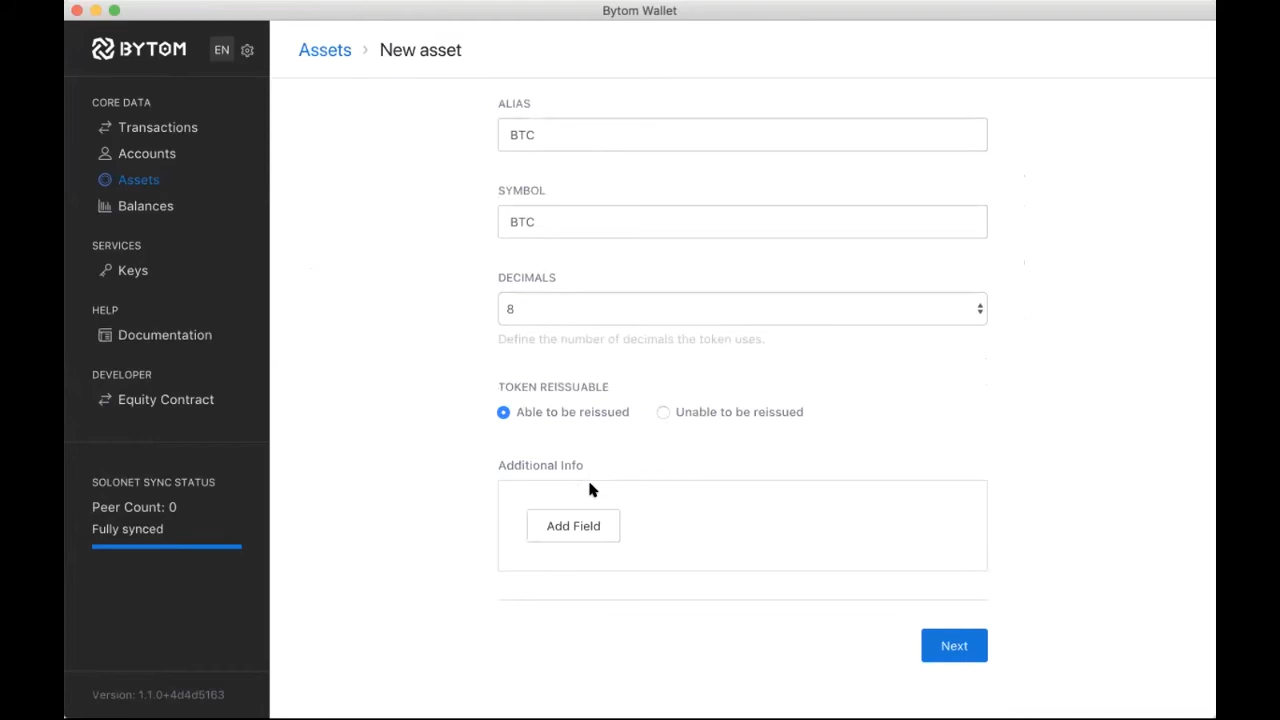 Bytom Wallet
BYTOM
EN
CORE DATA
Transactions
Accounts
Assets
Balances
SERVICES
Keys
HELP
Documentation
DEVELOPER
Equity Contract
SOLONET SYNC STATUS
Peer Count: 0
Fully synced
Version: 1.1.0+4d4d5163
Assets › New asset
ALIAS
BTC
SYMBOL
BTC
DECIMALS
8
Define the number of decimals the token uses.
TOKEN REISSUABLE
Able to be reissued Unable to be reissued
Additional Info
Add Field
Next